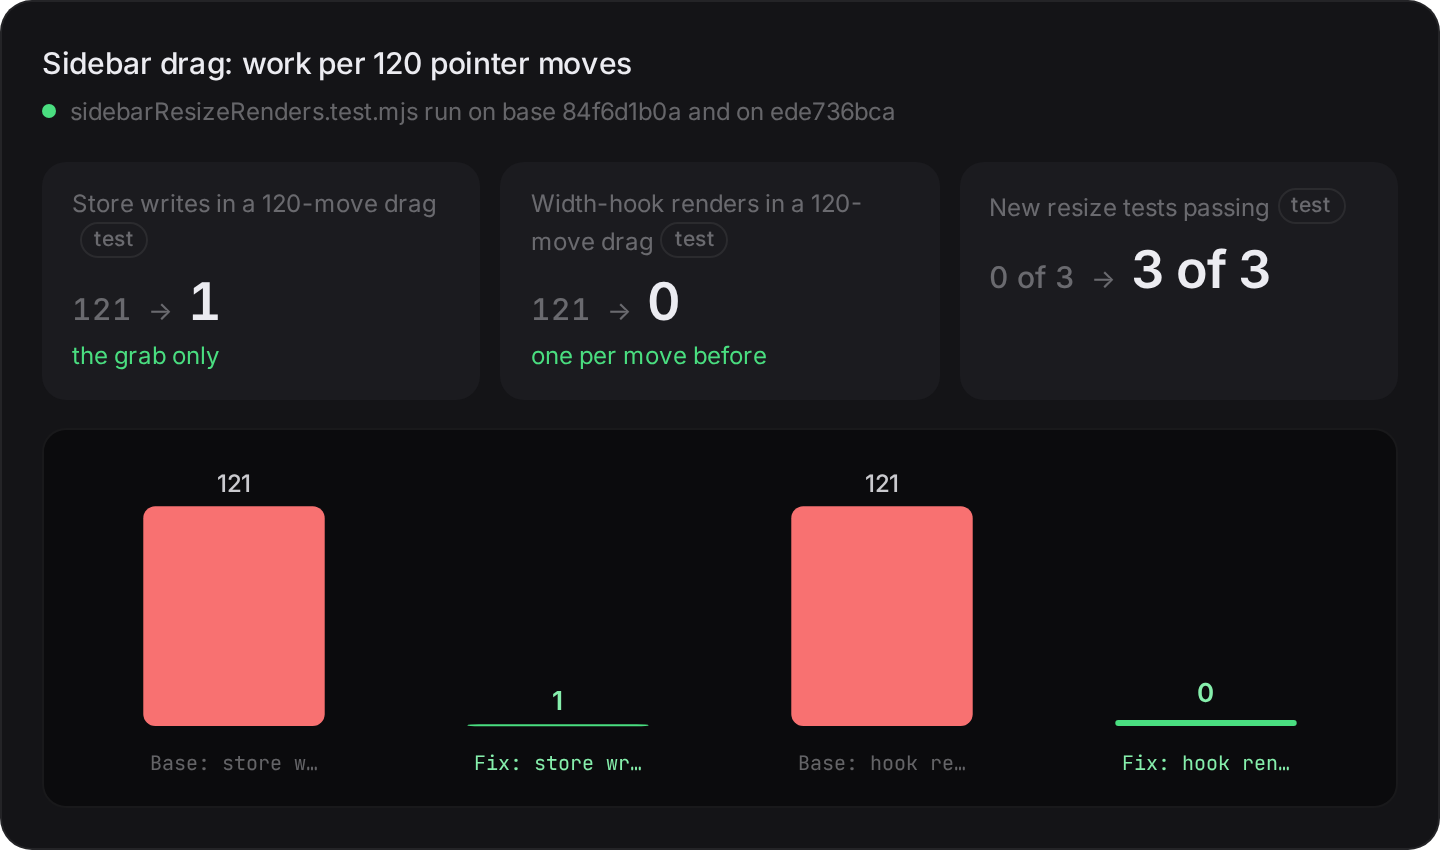 Sidebar drag: work per 120 pointer moves
sidebarResizeRenders.test.mjs run on base 84f6d1b0a and on ede736bca
Store writes in a 120-move drag
test
121 → 1
the grab only
Width-hook renders in a 120-
move drag test
121 → 0
one per move before
New resize tests passing test
0 of 3 → 3 of 3
121
1
121
0
Base: store w…
Fix: store wr…
Base: hook re…
Fix: hook ren…